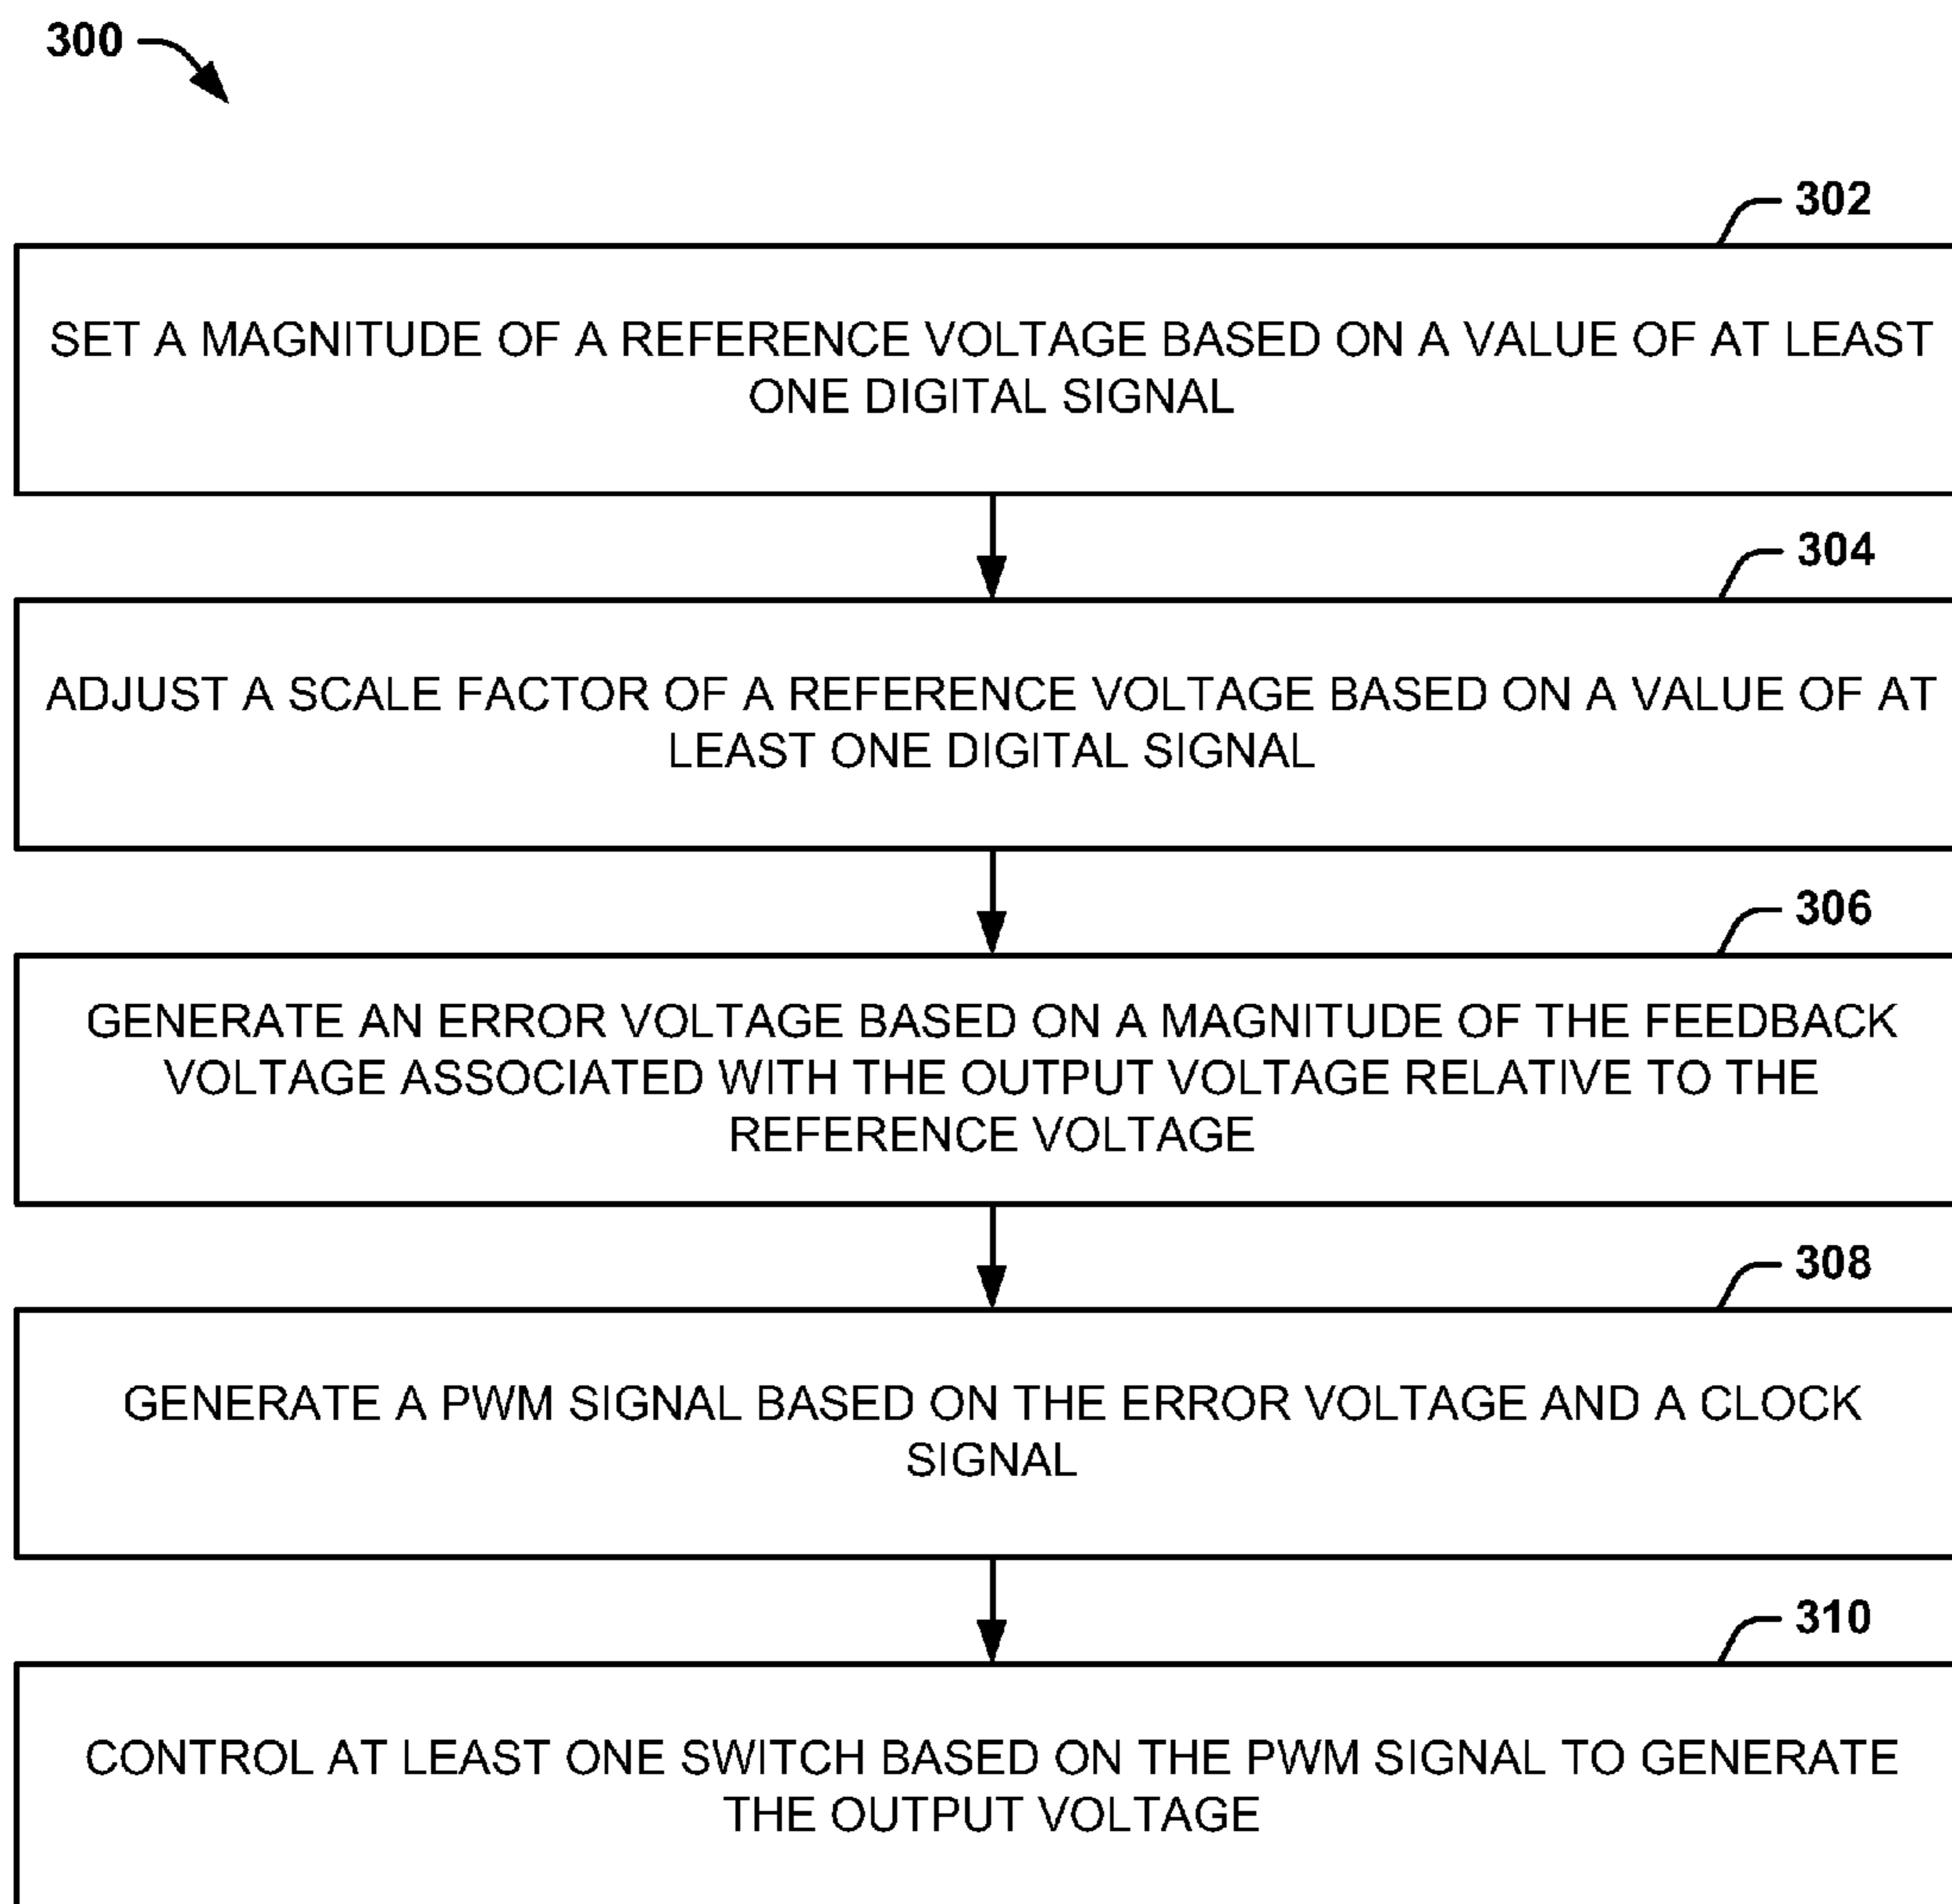 300
302
SET A MAGNITUDE OF A REFERENCE VOLTAGE BASED ON A VALUE OF AT LEAST
ONE DIGITAL SIGNAL
304
ADJUST A SCALE FACTOR OF A REFERENCE VOLTAGE BASED ON A VALUE OF AT
LEAST ONE DIGITAL SIGNAL
306
GENERATE AN ERROR VOLTAGE BASED ON A MAGNITUDE OF THE FEEDBACK
VOLTAGE ASSOCIATED WITH THE OUTPUT VOLTAGE RELATIVE TO THE
REFERENCE VOLTAGE
308
GENERATE A PWM SIGNAL BASED ON THE ERROR VOLTAGE AND A CLOCK
SIGNAL
310
CONTROL AT LEAST ONE SWITCH BASED ON THE PWM SIGNAL TO GENERATE
THE OUTPUT VOLTAGE